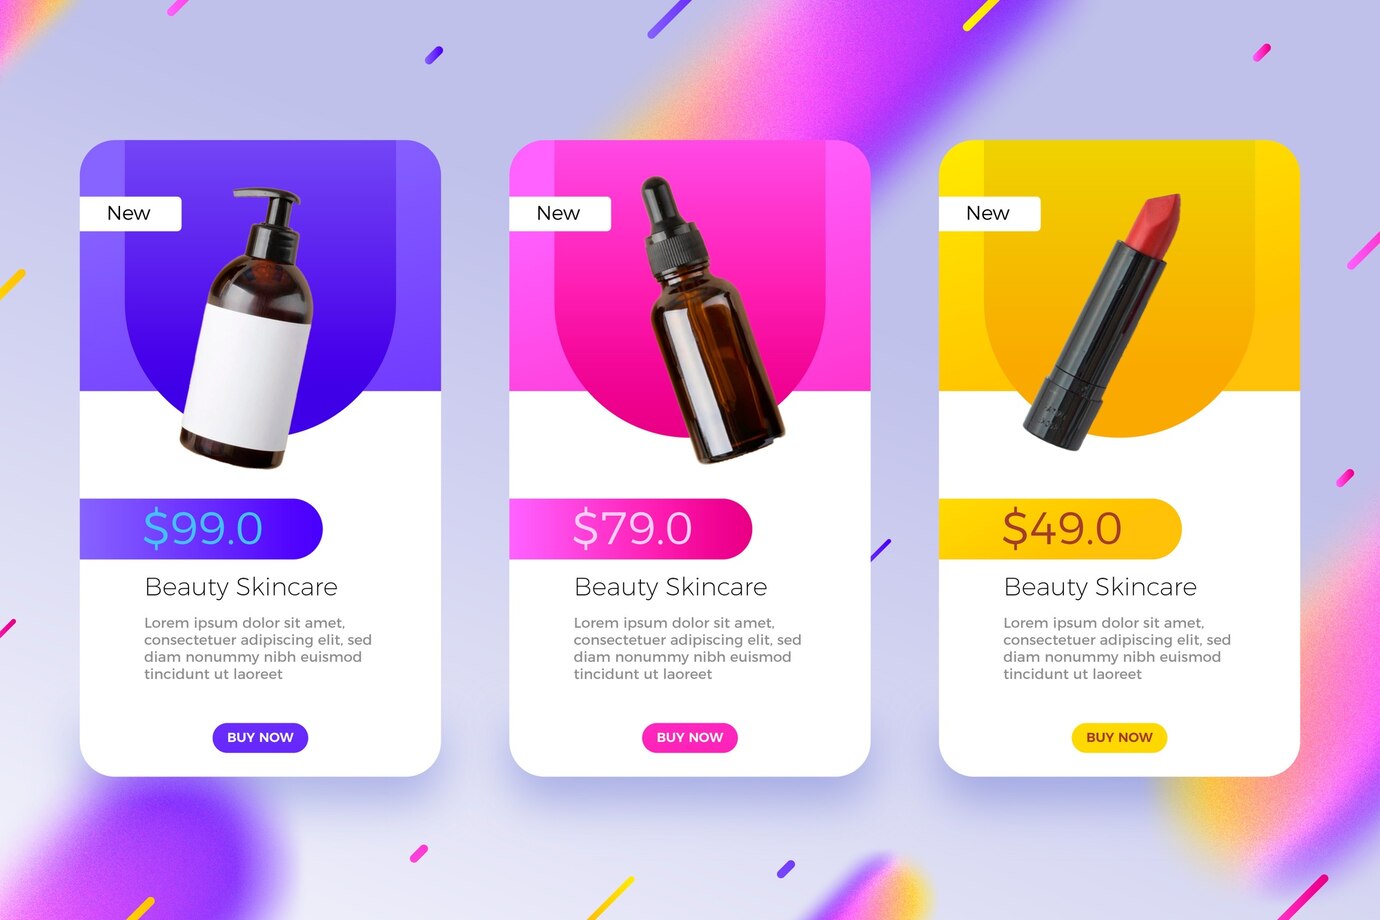 New
$99.0
Beauty Skincare
Lorem ipsum dolor sit amet,
consectetuer adipiscing elit, sed
diam nonummy nibh euismod
tincidunt ut laoreet
BUY NOW
New
$79.0
Beauty Skincare
Lorem ipsum dolor sit amet,
consectetuer adipiscing elit, sed
diam nonummy nibh euismod
tincidunt ut laoreet
BUY NOW
New
$49.0
Beauty Skincare
Lorem ipsum dolor sit amet,
consectetuer adipiscing elit, sed
diam nonummy nibh euismod
tincidunt ut laoreet
BUY NOW